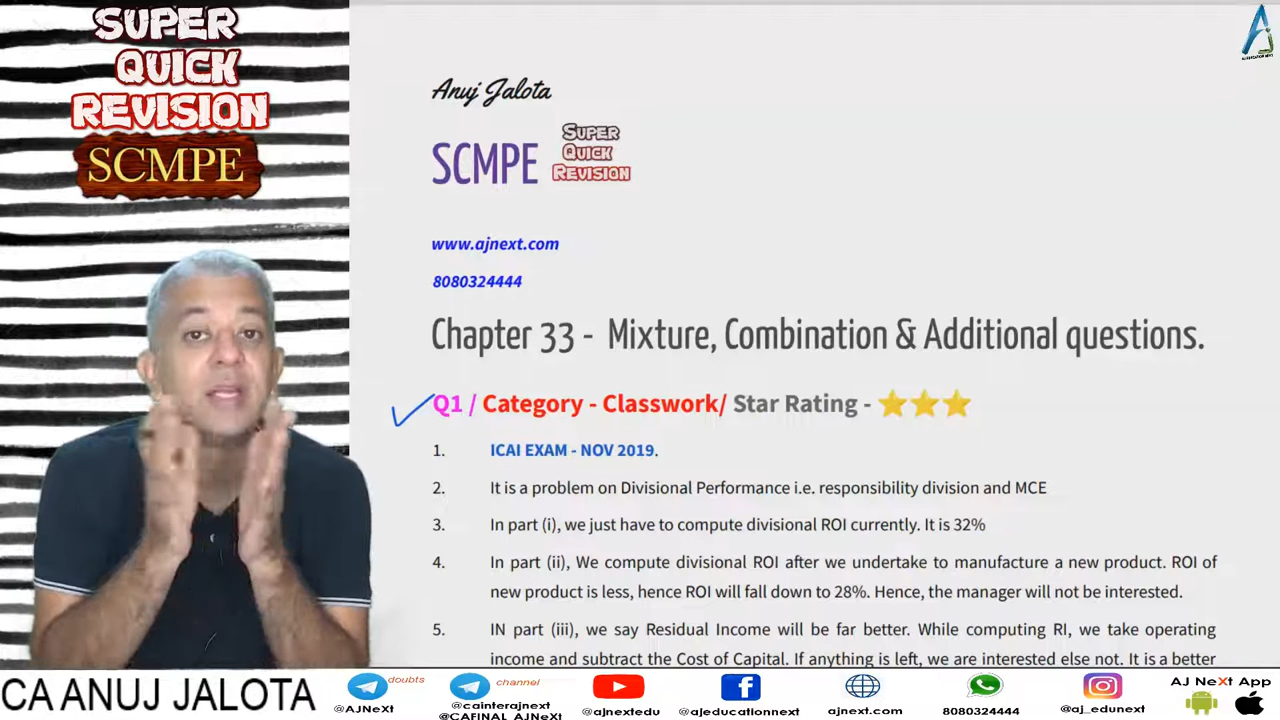 SUPER
QUICK
REVISION
SCMPE
Anuj Jalota
SCMPE
SUPER
QUICK
REVISION
www.ajnext.com
8080324444
Chapter 33 - Mixture, Combination & Additional questions.
Q1 / Category - Classwork/ Star Rating - ⭐⭐⭐
1. ICAI EXAM - NOV 2019.
2. It is a problem on Divisional Performance i.e. responsibility division and MCE
3. In part (i), we just have to compute divisional ROI currently. It is 32%
4. In part (ii), We compute divisional ROI after we undertake to manufacture a new product. ROI of
new product is less, hence ROI will fall down to 28%. Hence, the manager will not be interested.
5. IN part (iii), we say Residual Income will be far better. While computing RI, we take operating
income and subtract the Cost of Capital. If anything is left, we are interested else not. It is a better
CA ANUJ JALOTA
doubts
@AJNeXt
channel
@cainterajnext
@CAFINAL_AJNeXt
@ajnextedu
@ajeducationnext
ajnext.com
8080324444
@aj_edunext
AJ NeXt App